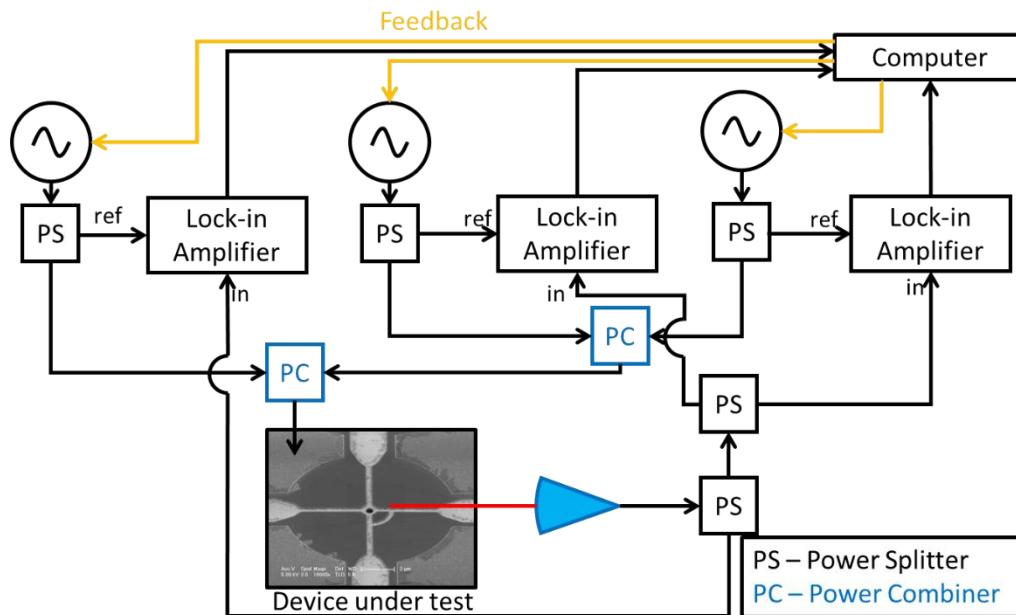 Feedback
Computer
PS
ref
Lock-in
Amplifier
in
PS
ref
Lock-in
Amplifier
in
PS
ref
Lock-in
Amplifier
in
PC
PC
PS
PS
Device under test
PS – Power Splitter
PC – Power Combiner